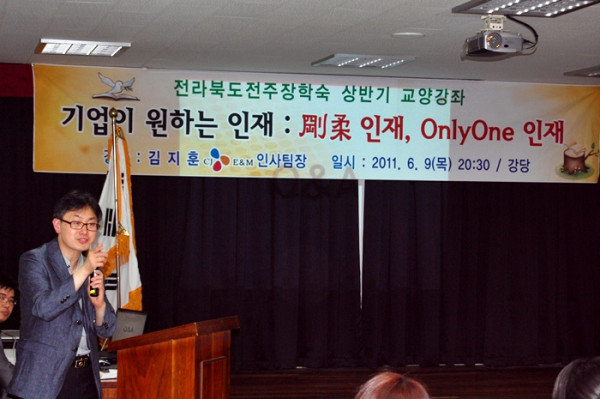 전라북도전주장학숙 상반기 교양강좌
기업이 원하는 인재 : 剛柔 인재, OnlyOne 인재
: 김지훈 CJ E&M 인사팀장 일시 : 2011. 6. 9(목) 20:30 / 강당
Q&A